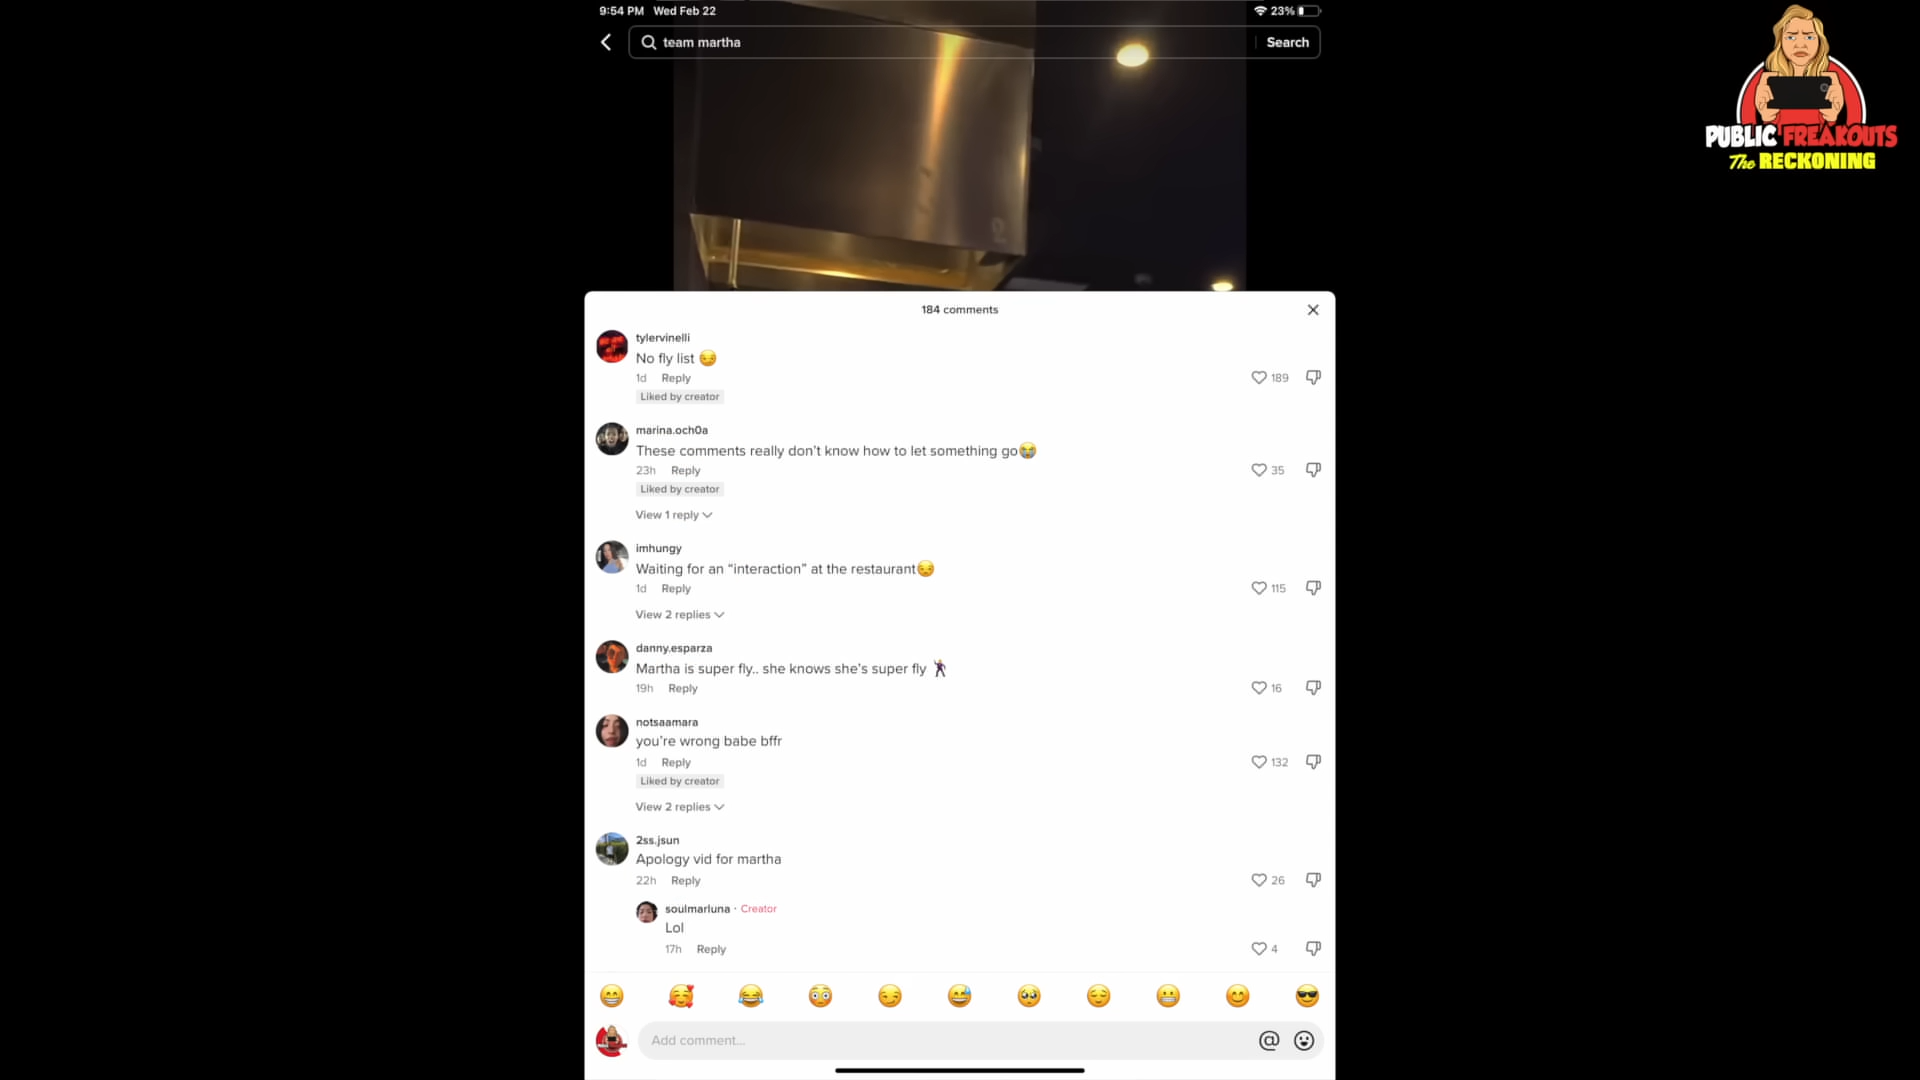 9:54 PM Wed Feb 22
23%
team martha
Search
PUBLIC FREAKOUTS
The RECKONING
184 comments
tylervinelli
No fly list 😏
1d Reply
189
Liked by creator
marina.och0a
These comments really don't know how to let something go😭
23h Reply
35
Liked by creator
View 1 reply
imhungy
Waiting for an “interaction” at the restaurant😒
1d Reply
115
View 2 replies
danny.esparza
Martha is super fly.. she knows she's super fly 🕺
19h Reply
16
notsaamara
you're wrong babe bffr
1d Reply
132
Liked by creator
View 2 replies
2ss.jsun
Apology vid for martha
22h Reply
26
soulmarluna · Creator
Lol
17h Reply
4
Add comment...